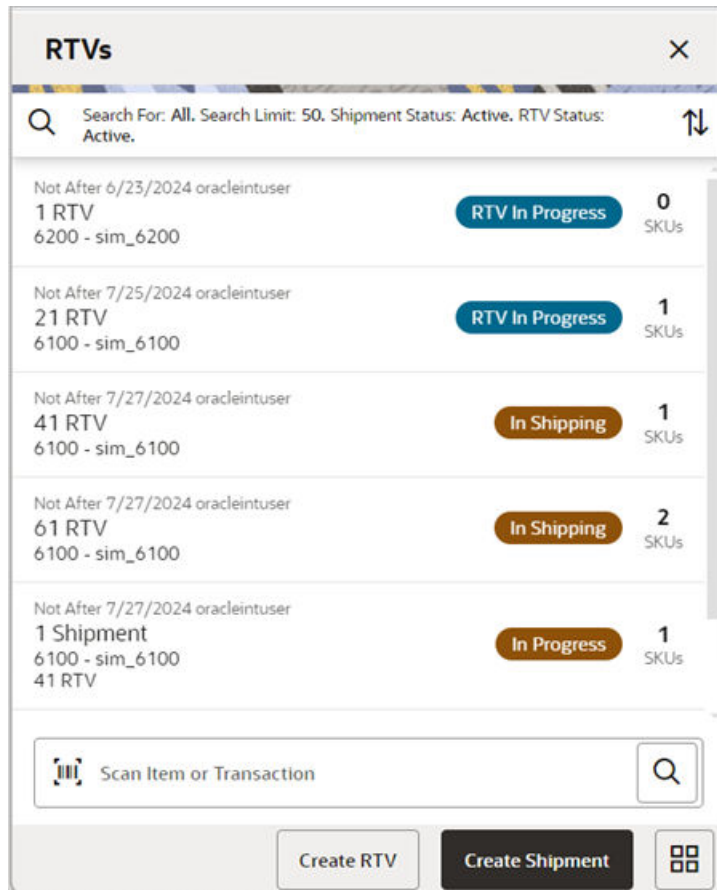 RTVs
Search For: All. Search Limit: 50. Shipment Status: Active. RTV Status:
Active.
Not After 6/23/2024 oracleintuser
1 RTV
6200 - sim_6200
RTV In Progress
0
SKUs
Not After 7/25/2024 oracleintuser
21 RTV
6100 - sim_6100
RTV In Progress
1
SKUs
Not After 7/27/2024 oracleintuser
41 RTV
6100 - sim_6100
In Shipping
1
SKUs
Not After 7/27/2024 oracleintuser
61 RTV
6100 - sim_6100
In Shipping
2
SKUs
Not After 7/27/2024 oracleintuser
1 Shipment
6100 - sim_6100
41 RTV
In Progress
1
SKUs
Scan Item or Transaction
Create RTV
Create Shipment